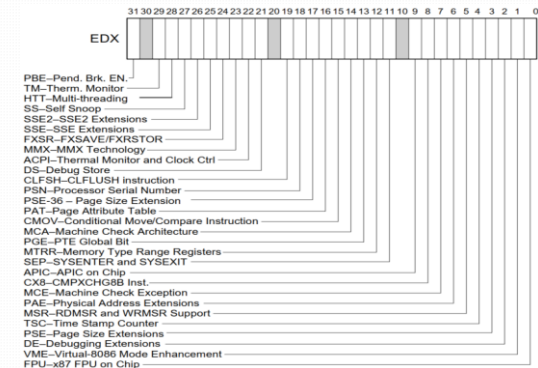 31 30 29 28 27 26 25 24 23 22 21 20 19 18 17 16 15 14 13 12 11 10 9 8 7 6 5 4 3 2 1 0
EDX
PBE–Pend. Brk. EN.
TM–Therm. Monitor
HTT–Multi-threading
SS–Self Snoop
SSE2–SSE2 Extensions
SSE–SSE Extensions
FXSR–FXSAVE/FXRSTOR
MMX–MMX Technology
ACPI–Thermal Monitor and Clock Ctrl
DS–Debug Store
CLFSH–CLFLUSH instruction
PSN–Processor Serial Number
PSE-36 – Page Size Extension
PAT–Page Attribute Table
CMOV–Conditional Move/Compare Instruction
MCA–Machine Check Architecture
PGE–PTE Global Bit
MTRR–Memory Type Range Registers
SEP–SYSENTER and SYSEXIT
APIC–APIC on Chip
CX8–CMPXCHG8B Inst.
MCE–Machine Check Exception
PAE–Physical Address Extensions
MSR–RDMSR and WRMSR Support
TSC–Time Stamp Counter
PSE–Page Size Extensions
DE–Debugging Extensions
VME–Virtual-8086 Mode Enhancement
FPU–x87 FPU on Chip